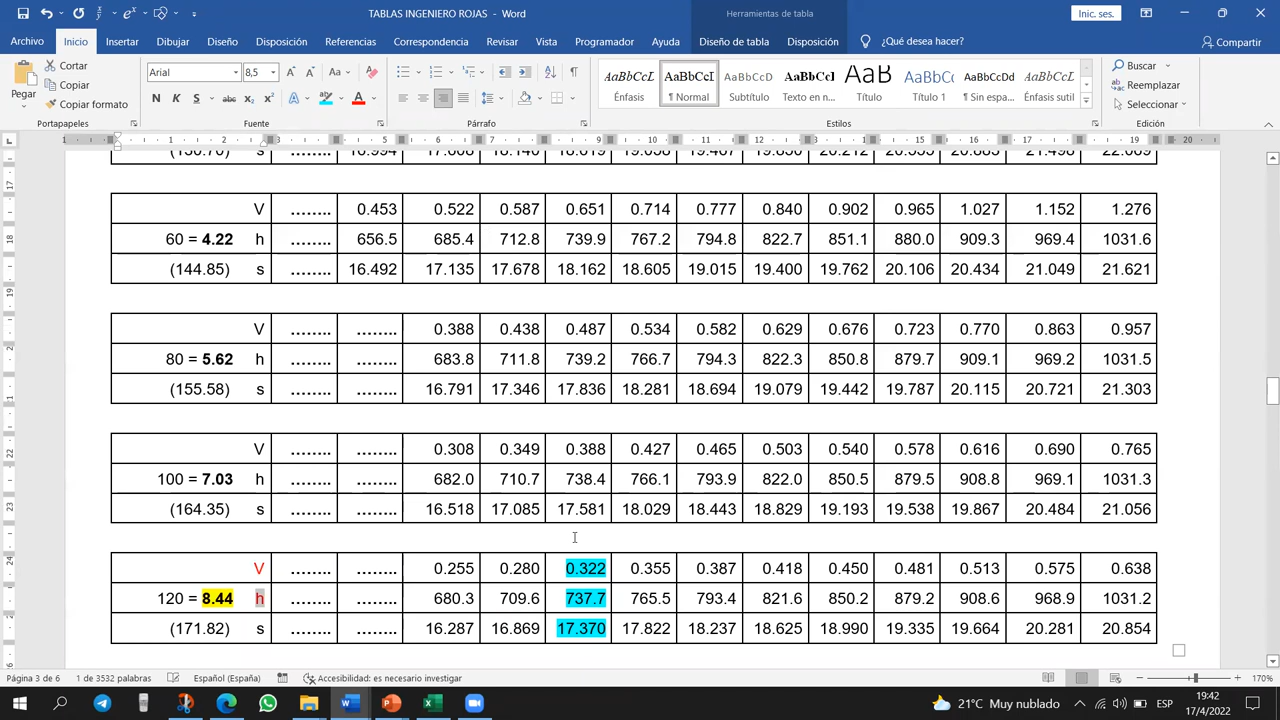 TABLAS INGENIERO ROJAS - Word
Herramientas de tabla
Inic. ses.
Archivo Inicio Insertar Dibujar Diseño Disposición Referencias Correspondencia Revisar Vista Programador Ayuda Diseño de tabla Disposición ¿Qué desea hacer? Compartir
Pegar
Cortar
Copiar
Copiar formato
Portapapeles
Arial 8,5
Fuente
Párrafo
AaBbCcL AaBbCcI AaBbCcD AaBbCcl AaB AaBbCc AaBbCcDd AaBbCcL
Énfasis ¶ Normal Subtítulo Texto en n... Título Título 1 ¶ Sin espa... Énfasis sutil
Estilos
Buscar
Reemplazar
Seleccionar
Edición
V …….. 0.453 0.522 0.587 0.651 0.714 0.777 0.840 0.902 0.965 1.027 1.152 1.276
60 = 4.22 h …….. 656.5 685.4 712.8 739.9 767.2 794.8 822.7 851.1 880.0 909.3 969.4 1031.6
(144.85) s …….. 16.492 17.135 17.678 18.162 18.605 19.015 19.400 19.762 20.106 20.434 21.049 21.621
V …….. …….. 0.388 0.438 0.487 0.534 0.582 0.629 0.676 0.723 0.770 0.863 0.957
80 = 5.62 h …….. …….. 683.8 711.8 739.2 766.7 794.3 822.3 850.8 879.7 909.1 969.2 1031.5
(155.58) s …….. …….. 16.791 17.346 17.836 18.281 18.694 19.079 19.442 19.787 20.115 20.721 21.303
V …….. …….. 0.308 0.349 0.388 0.427 0.465 0.503 0.540 0.578 0.616 0.690 0.765
100 = 7.03 h …….. …….. 682.0 710.7 738.4 766.1 793.9 822.0 850.5 879.5 908.8 969.1 1031.3
(164.35) s …….. …….. 16.518 17.085 17.581 18.029 18.443 18.829 19.193 19.538 19.867 20.484 21.056
V …….. …….. 0.255 0.280 0.322 0.355 0.387 0.418 0.450 0.481 0.513 0.575 0.638
120 = 8.44 h …….. …….. 680.3 709.6 737.7 765.5 793.4 821.6 850.2 879.2 908.6 968.9 1031.2
(171.82) s …….. …….. 16.287 16.869 17.370 17.822 18.237 18.625 18.990 19.335 19.664 20.281 20.854
Página 3 de 6 1 de 3532 palabras Español (España) Accesibilidad: es necesario investigar 170%
21°C Muy nublado ESP
19:42
17/4/2022